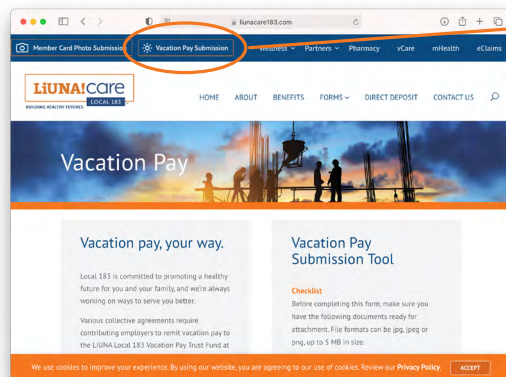 liunacare183.com
Member Card Photo Submission
Vacation Pay Submission
Wellness
Partners
Pharmacy
vCare
mHealth
eClaims
LiUNA!care
LOCAL 183
BUILDING HEALTHY FUTURES
HOME
ABOUT
BENEFITS
FORMS
DIRECT DEPOSIT
CONTACT US
Vacation Pay
Vacation pay, your way.
Local 183 is committed to promoting a healthy
future for you and your family, and we're always
working on ways to serve you better.
Various collective agreements require
contributing employers to remit vacation pay to
the LiUNA Local 183 Vacation Pay Trust Fund at
Vacation Pay
Submission Tool
Checklist
Before completing this form, make sure you
have the following documents ready for
attachment. File formats can be jpg, jpeg or
png, up to 5 MB in size.
We use cookies to improve your experience. By using our website, you are agreeing to our use of cookies. Review our Privacy Policy.
ACCEPT